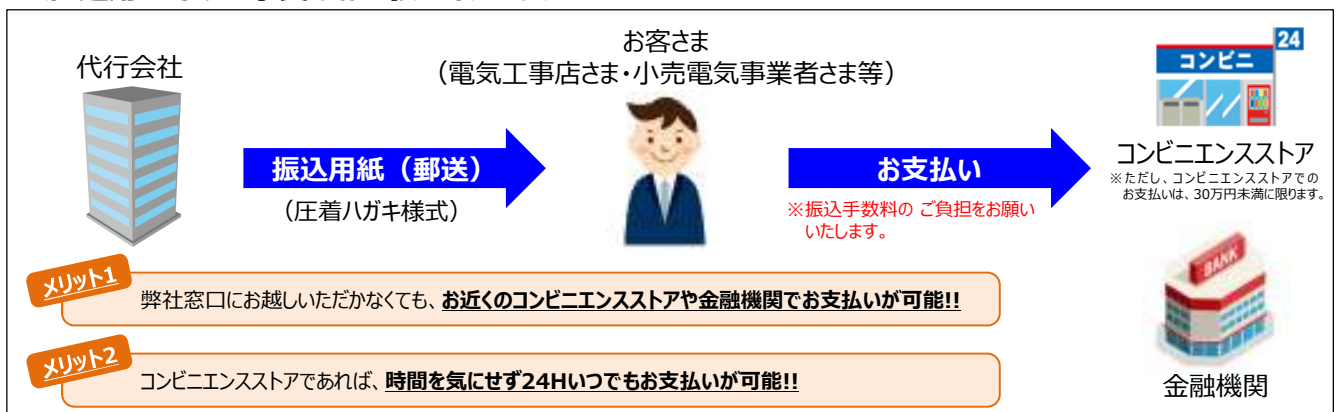 代行会社
振込用紙（郵送）
（圧着ハガキ様式）
お客さま
（電気工事店さま・小売電気事業者さま等）
お支払い
※振込手数料の ご負担をお願い
いたします。
24
コンビニ
コンビニエンスストア
※ただし、コンビニエンスストアでの
お支払いは、30万円未満に限ります。
BANK
金融機関
メリット1
弊社窓口にお越しいただかなくても、お近くのコンビニエンスストアや金融機関でお支払いが可能!!
メリット2
コンビニエンスストアであれば、時間を気にせず24Hいつでもお支払いが可能!!